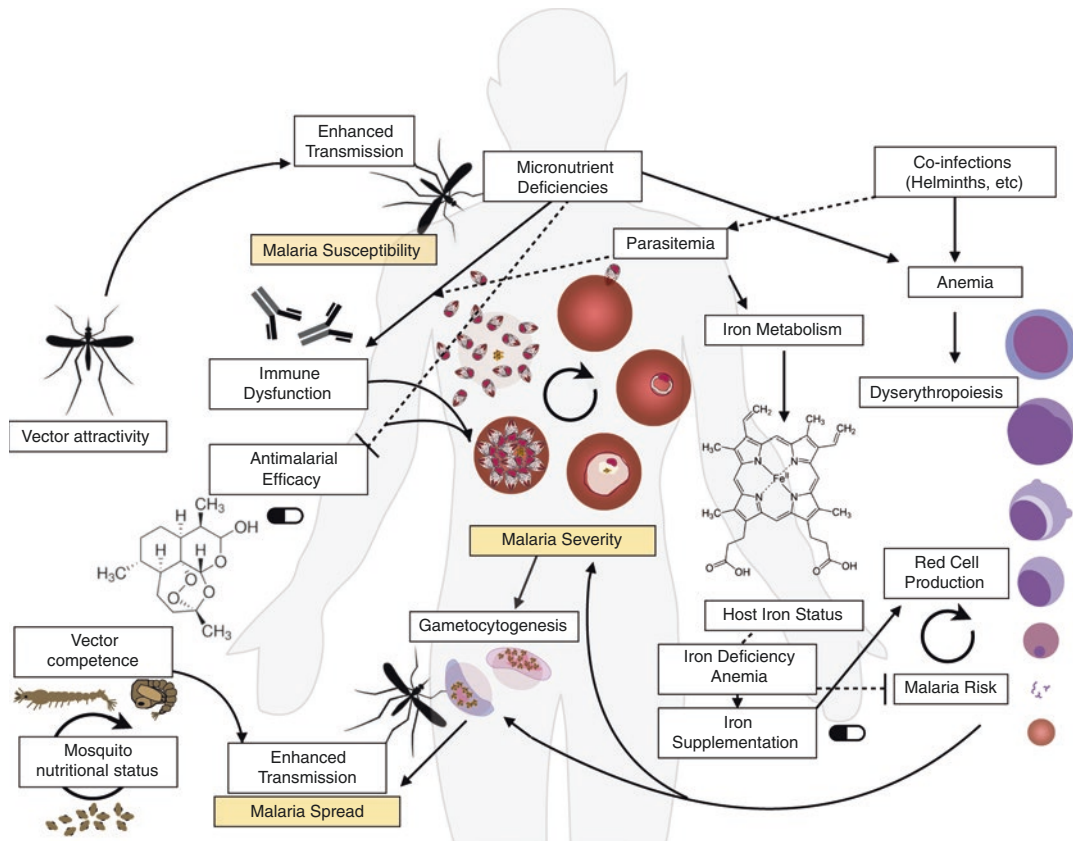 Enhanced
Transmission
Micronutrient
Deficiencies
Co-infections
(Helminths, etc)
Malaria Susceptibility
Parasitemia
Anemia
Iron Metabolism
Immune
Dysfunction
Dyserythropoiesis
Vector attractivity
Antimalarial
Efficacy
CH₂
CH₃
H₃C
CH₂
N
N
Fe
II
N
N
H₃C
CH₃
O
OH
O
OH
CH₃
H
OH
H
O
H₃C
O
O
O
H
CH₃
Malaria Severity
Red Cell
Production
Gametocytogenesis
Host Iron Status
Vector
competence
Iron Deficiency
Anemia
Malaria Risk
Iron
Supplementation
Mosquito
nutritional status
Enhanced
Transmission
Malaria Spread